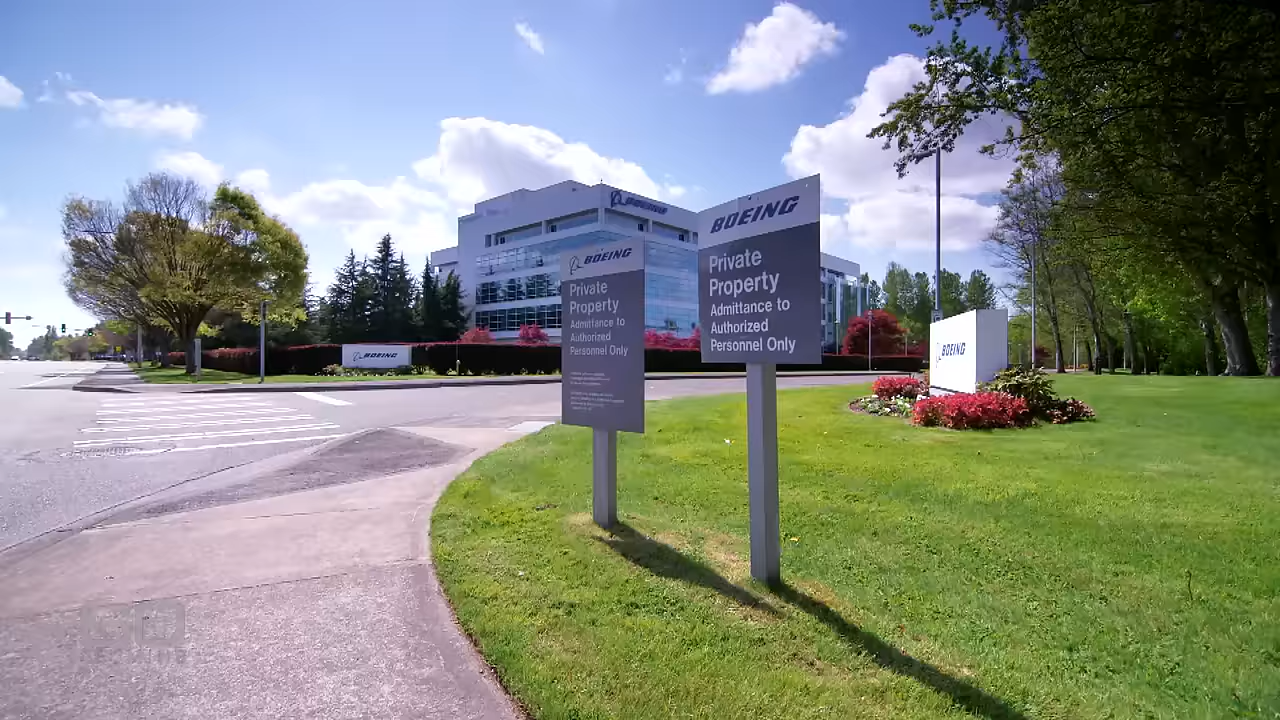 BOEING
BOEING
Private
Property
Admittance to
Authorized
Personnel Only
BOEING
Private
Property
Admittance to
Authorized
Personnel Only
BOEING
BOEING